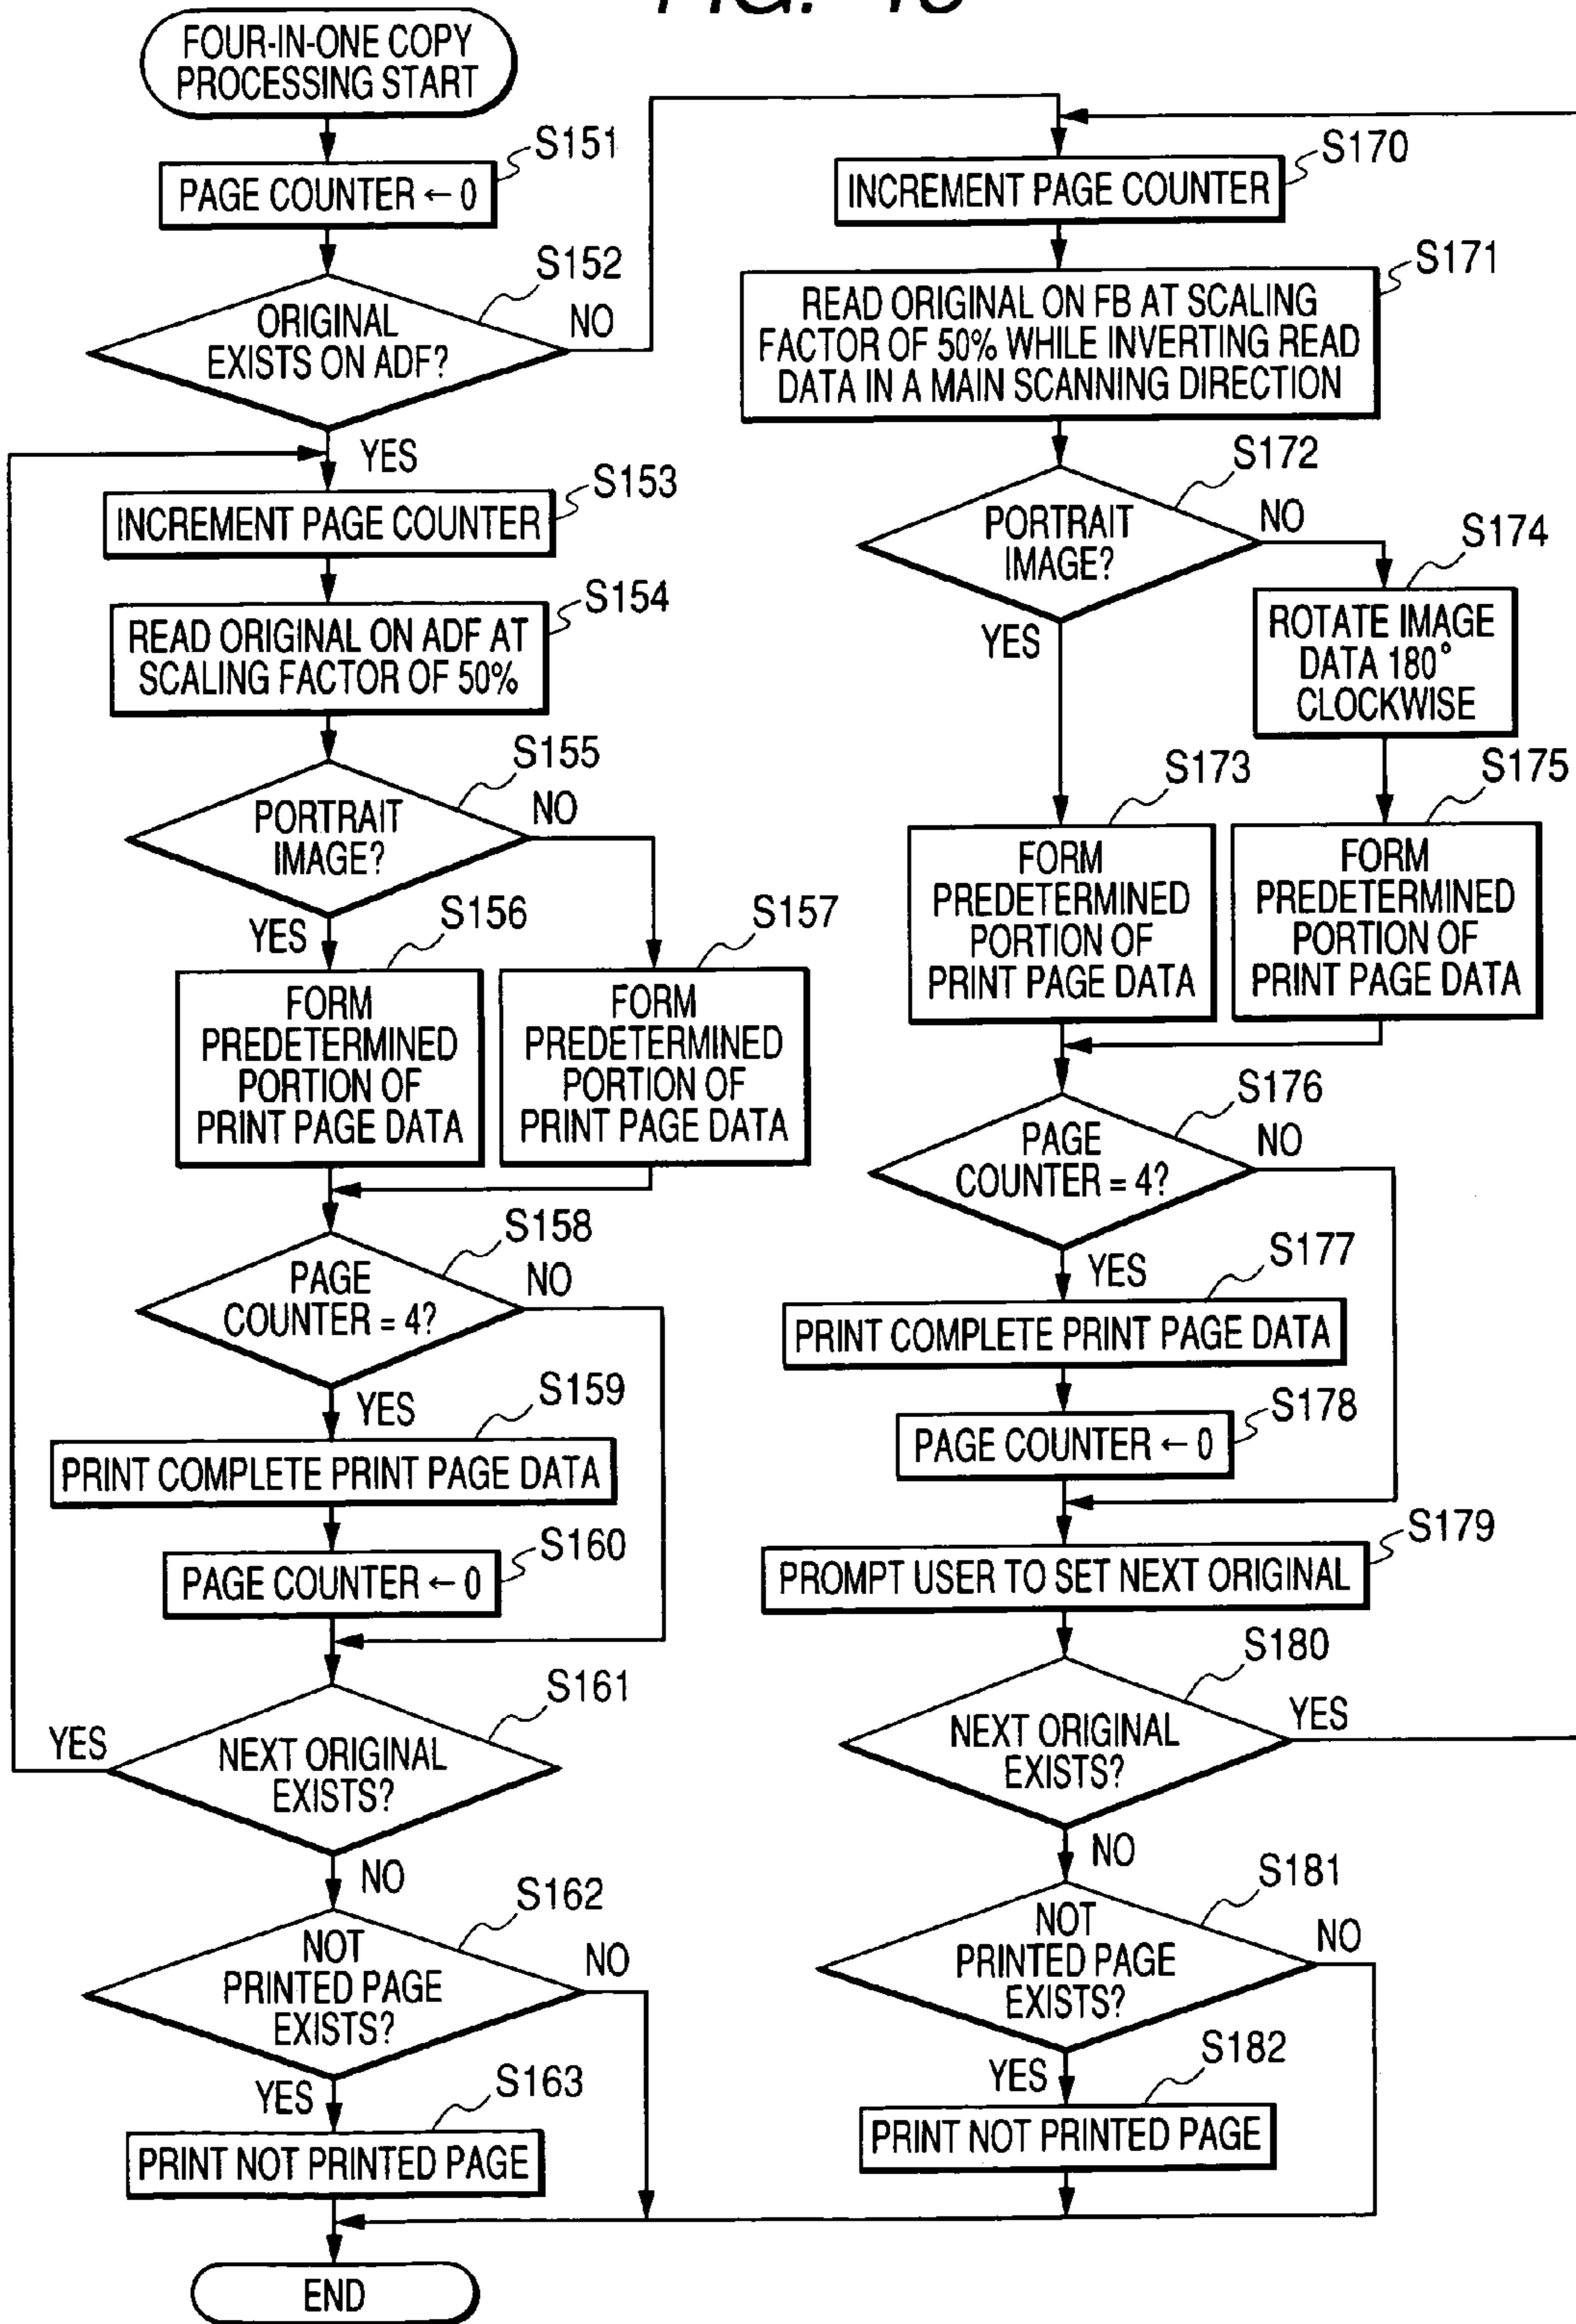 FOUR-IN-ONE COPY
PROCESSING START
S151
PAGE COUNTER ← 0
S152
ORIGINAL
EXISTS ON ADF?
NO
YES
S153
INCREMENT PAGE COUNTER
S154
READ ORIGINAL ON ADF AT
SCALING FACTOR OF 50%
S155
PORTRAIT
IMAGE?
NO
YES
S156
FORM
PREDETERMINED
PORTION OF
PRINT PAGE DATA
S157
FORM
PREDETERMINED
PORTION OF
PRINT PAGE DATA
S158
PAGE
COUNTER = 4?
NO
YES
S159
PRINT COMPLETE PRINT PAGE DATA
S160
PAGE COUNTER ← 0
S161
NEXT ORIGINAL
EXISTS?
YES
NO
S162
NOT
PRINTED PAGE
EXISTS?
NO
YES
S163
PRINT NOT PRINTED PAGE
END
S170
INCREMENT PAGE COUNTER
S171
READ ORIGINAL ON FB AT SCALING
FACTOR OF 50% WHILE INVERTING READ
DATA IN A MAIN SCANNING DIRECTION
S172
PORTRAIT
IMAGE?
NO
YES
S174
ROTATE IMAGE
DATA 180°
CLOCKWISE
S173
FORM
PREDETERMINED
PORTION OF
PRINT PAGE DATA
S175
FORM
PREDETERMINED
PORTION OF
PRINT PAGE DATA
S176
PAGE
COUNTER = 4?
NO
YES
S177
PRINT COMPLETE PRINT PAGE DATA
S178
PAGE COUNTER ← 0
S179
PROMPT USER TO SET NEXT ORIGINAL
S180
NEXT ORIGINAL
EXISTS?
YES
NO
S181
NOT
PRINTED PAGE
EXISTS?
NO
YES
S182
PRINT NOT PRINTED PAGE